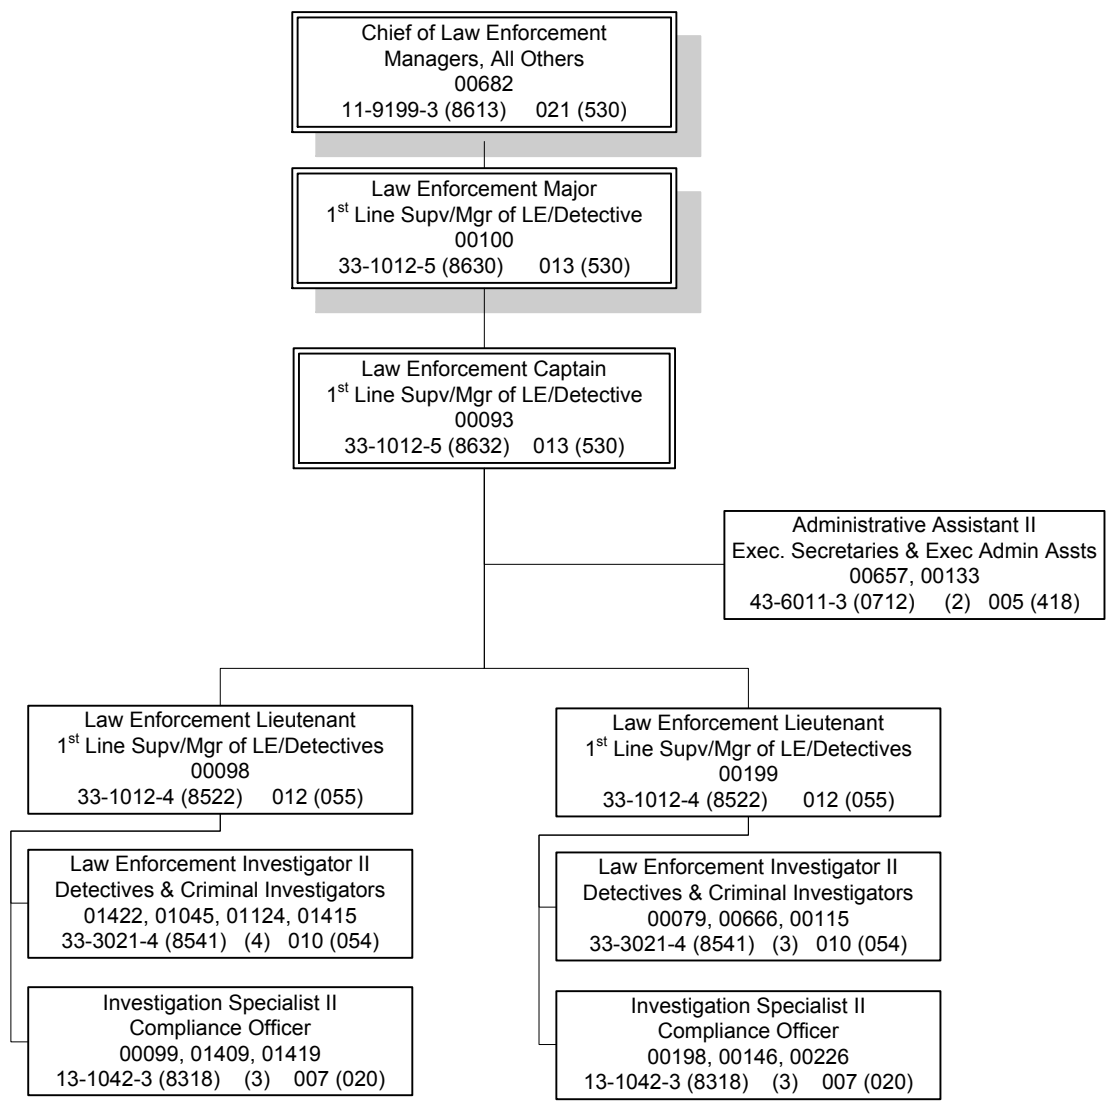 Chief of Law Enforcement
Managers, All Others
00682
11-9199-3 (8613) 021 (530)
Law Enforcement Major
1st Line Supv/Mgr of LE/Detective
00100
33-1012-5 (8630) 013 (530)
Law Enforcement Captain
1st Line Supv/Mgr of LE/Detective
00093
33-1012-5 (8632) 013 (530)
Administrative Assistant II
Exec. Secretaries & Exec Admin Assts
00657, 00133
43-6011-3 (0712) (2) 005 (418)
Law Enforcement Lieutenant
1st Line Supv/Mgr of LE/Detectives
00098
33-1012-4 (8522) 012 (055)
Law Enforcement Investigator II
Detectives & Criminal Investigators
01422, 01045, 01124, 01415
33-3021-4 (8541) (4) 010 (054)
Investigation Specialist II
Compliance Officer
00099, 01409, 01419
13-1042-3 (8318) (3) 007 (020)
Law Enforcement Lieutenant
1st Line Supv/Mgr of LE/Detectives
00199
33-1012-4 (8522) 012 (055)
Law Enforcement Investigator II
Detectives & Criminal Investigators
00079, 00666, 00115
33-3021-4 (8541) (3) 010 (054)
Investigation Specialist II
Compliance Officer
00198, 00146, 00226
13-1042-3 (8318) (3) 007 (020)